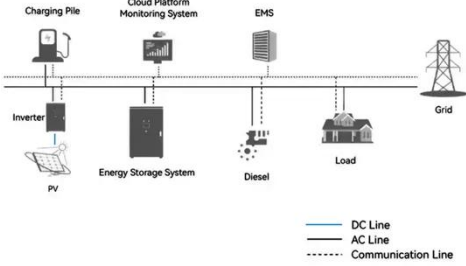 Cloud Platform
Charging Pile
Monitoring System
EMS
Grid
Inverter
PV
Energy Storage System
Diesel
Load
DC Line
AC Line
Communication Line